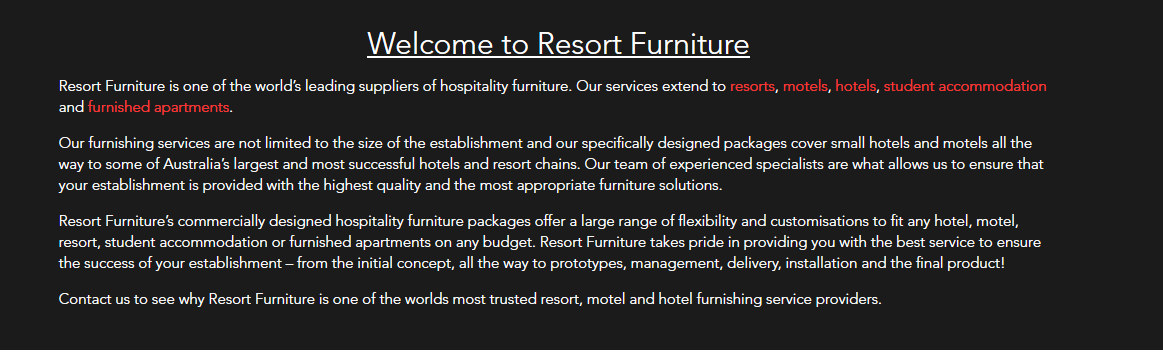 Welcome to Resort Furniture
Resort Furniture is one of the world’s leading suppliers of hospitality furniture. Our services extend to resorts, motels, hotels, student accommodation
and furnished apartments.
Our furnishing services are not limited to the size of the establishment and our specifically designed packages cover small hotels and motels all the
way to some of Australia’s largest and most successful hotels and resort chains. Our team of experienced specialists are what allows us to ensure that
your establishment is provided with the highest quality and the most appropriate furniture solutions.
Resort Furniture’s commercially designed hospitality furniture packages offer a large range of flexibility and customisations to fit any hotel, motel,
resort, student accommodation or furnished apartments on any budget. Resort Furniture takes pride in providing you with the best service to ensure
the success of your establishment – from the initial concept, all the way to prototypes, management, delivery, installation and the final product!
Contact us to see why Resort Furniture is one of the worlds most trusted resort, motel and hotel furnishing service providers.